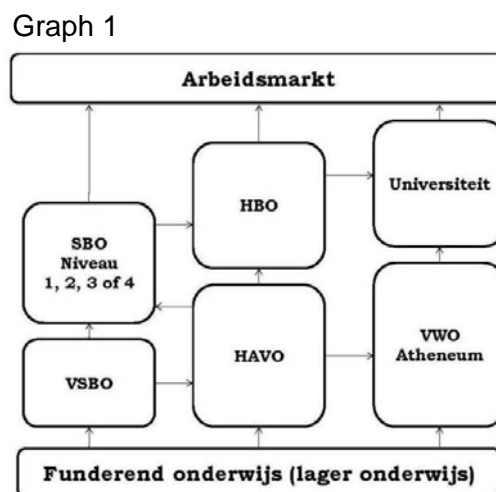 Graph 1
Arbeidsmarkt
HBO
Universiteit
SBO
Niveau
1, 2, 3 of 4
VSBO
HAVO
VWO
Atheneum
Funderend onderwijs (lager onderwijs)